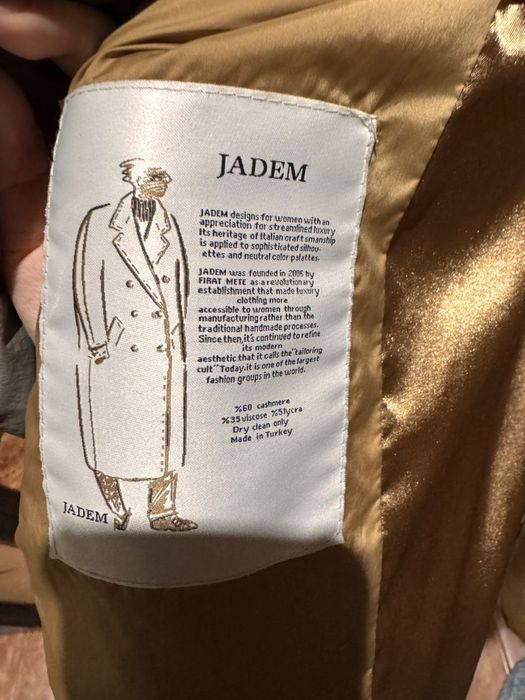 JADEM
JADEM designs for women with an
appreciation for streamlined luxury
Its heritage of Italian craft smanship
is applied to sophisticated silhou-
ettes and neutral color palettes.
JADEM was founded in 2005 by
FIRAT METE as a revolutionary
establishment that made luxury
clothing more
accessible to women through
manufacturing rather than the
traditional handmade processes.
Since then,it's continued to refine
its modern
aesthetic that it calls the "tailoring
cult" Today.it is one of the largest
fashion groups in the world.
%60 cashmere
%35 viscose %5lycra
Dry clean only
Made in Turkey
JADEM